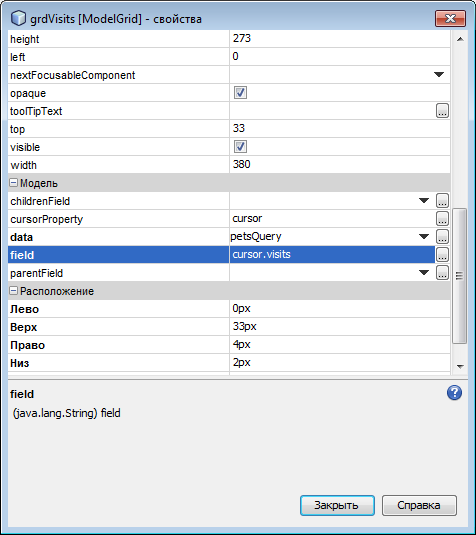 grdVisits [ModelGrid] - свойства
height 273
left 0
nextFocusableComponent
opaque
toolTipText ...
top 33
visible
width 380
Модель
childrenField ...
cursorProperty cursor ...
data petsQuery ...
field cursor.visits ...
parentField ...
Расположение
Лево 0px
Верх 33px
Право 4px
Низ 2px
field ?
(java.lang.String) field
Закрыть Справка